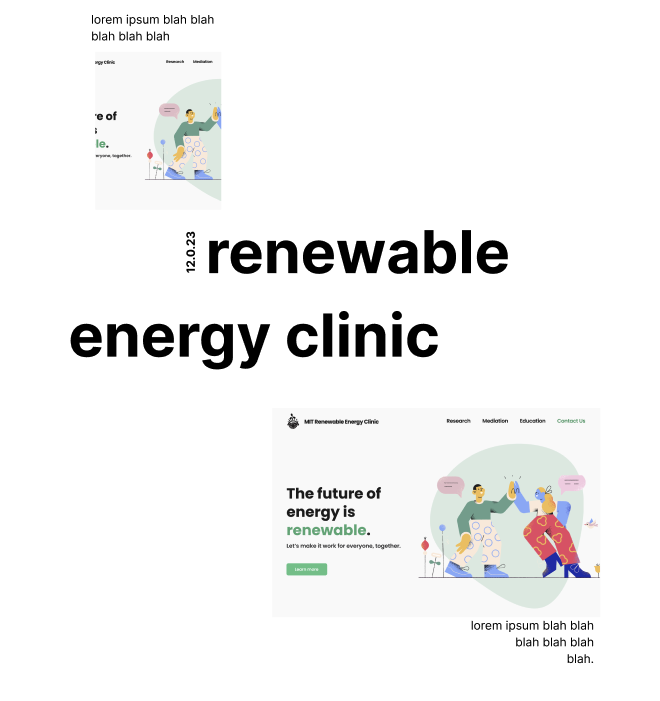 lorem ipsum blah blah
blah blah blah
rgy Clinic
Research Mediation
re of
s
le.
eryone, together.
12.0.23
renewable
energy clinic
MIT Renewable Energy Clinic
Research Mediation Education Contact Us
The future of
energy is
renewable.
Let's make it work for everyone, together.
Learn more
lorem ipsum blah blah
blah blah blah
blah.